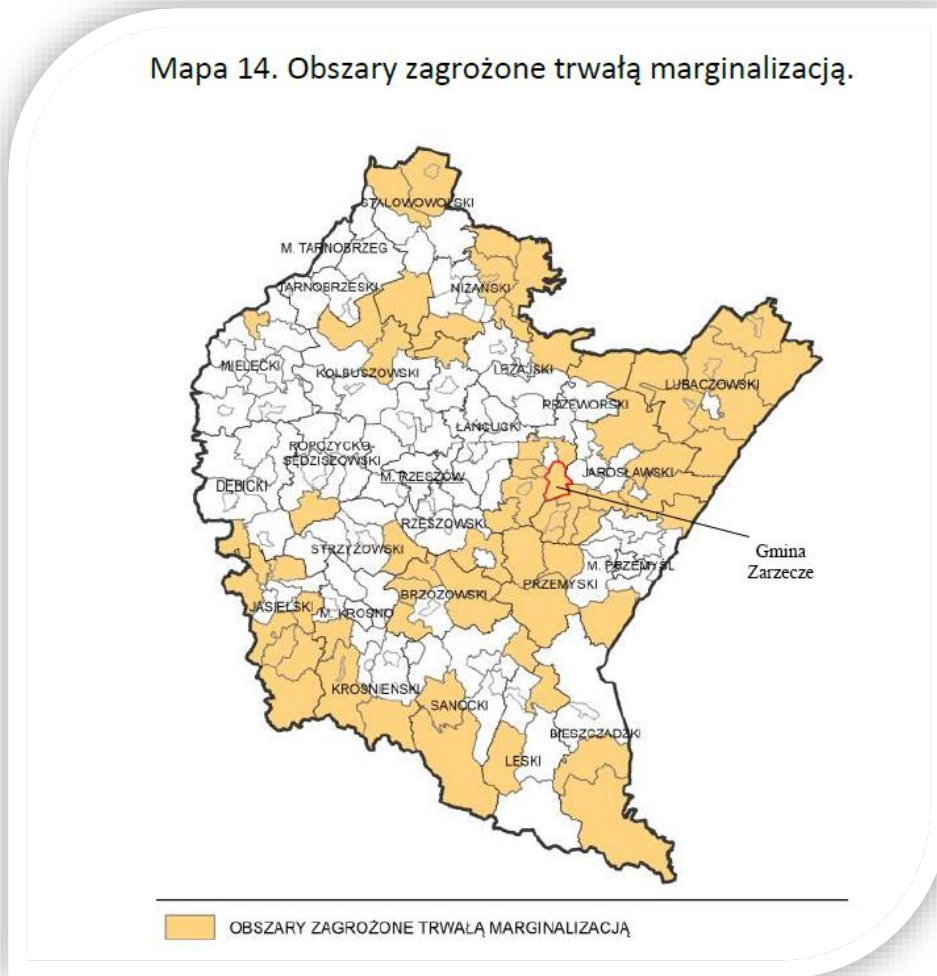 Mapa 14. Obszary zagrożone trwałą marginalizacją.
STALOWOWOLSKI
M. TARNOBRZEG
TARNOBRZESKI
NIŻAŃSKI
MIELECKI
KOLBUSZOWSKI
LEŻAJSKI
LUBACZOWSKI
PRZEWORSKI
ŁAŃCUCKI
ROPCZYCKO-
SĘDZISZOWSKI
M. RZESZÓW
JAROSŁAWSKI
DĘBICKI
RZESZOWSKI
STRZYŻOWSKI
Gmina
Zarzecze
M. PRZEMYŚL
PRZEMYSKI
BRZOZOWSKI
JASIELSKI
M. KROSNO
KROŚNIEŃSKI
SANOCKI
BIESZCZADZKI
LESKI
OBSZARY ZAGROŻONE TRWAŁĄ MARGINALIZACJĄ